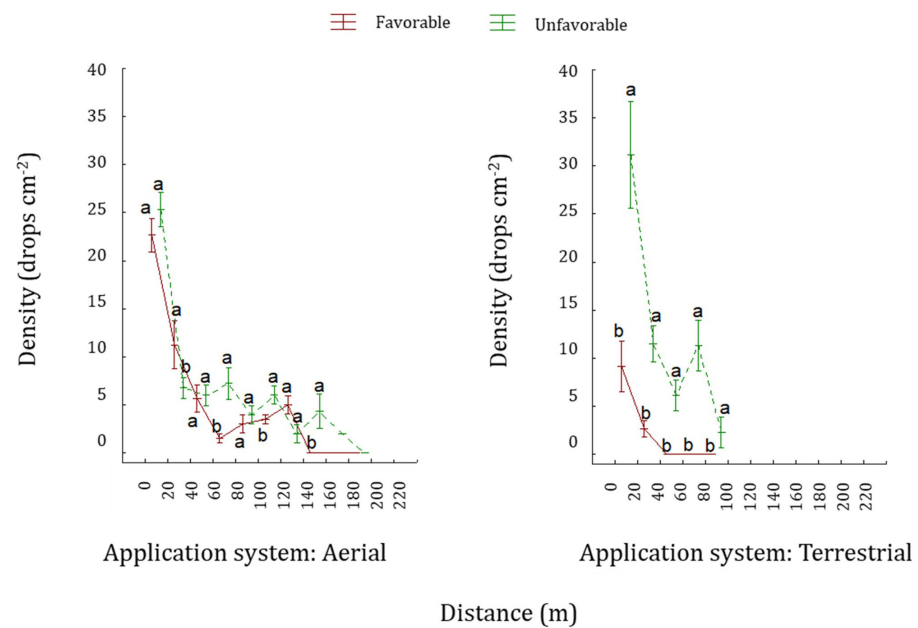 Favorable Unfavorable
40 40
a
35 35
30 30
a
a
25 25
20 20
15 15
a a a
b
10 10
b a a a a
a
b
5 5
a b a b b
0 b b b b 0
0 20 40 60 80 100 120 140 160 180 200 220
0 20 40 60 80 100 120 140 160 180 200 220
Density (drops cm-2)
Density (drops cm-2)
Application system: Aerial Application system: Terrestrial
Distance (m)